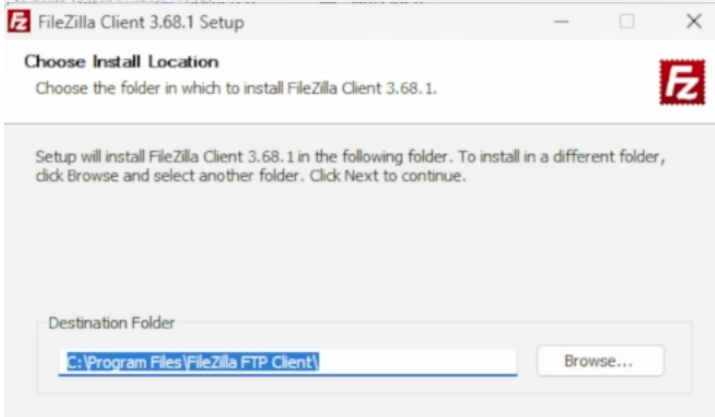 FileZilla Client 3.68.1 Setup
Choose Install Location
Choose the folder in which to install FileZilla Client 3.68.1.
Fz
Setup will install FileZilla Client 3.68.1 in the following folder. To install in a different folder,
click Browse and select another folder. Click Next to continue.
Destination Folder
C:\Program Files\FileZilla FTP Client\
Browse...